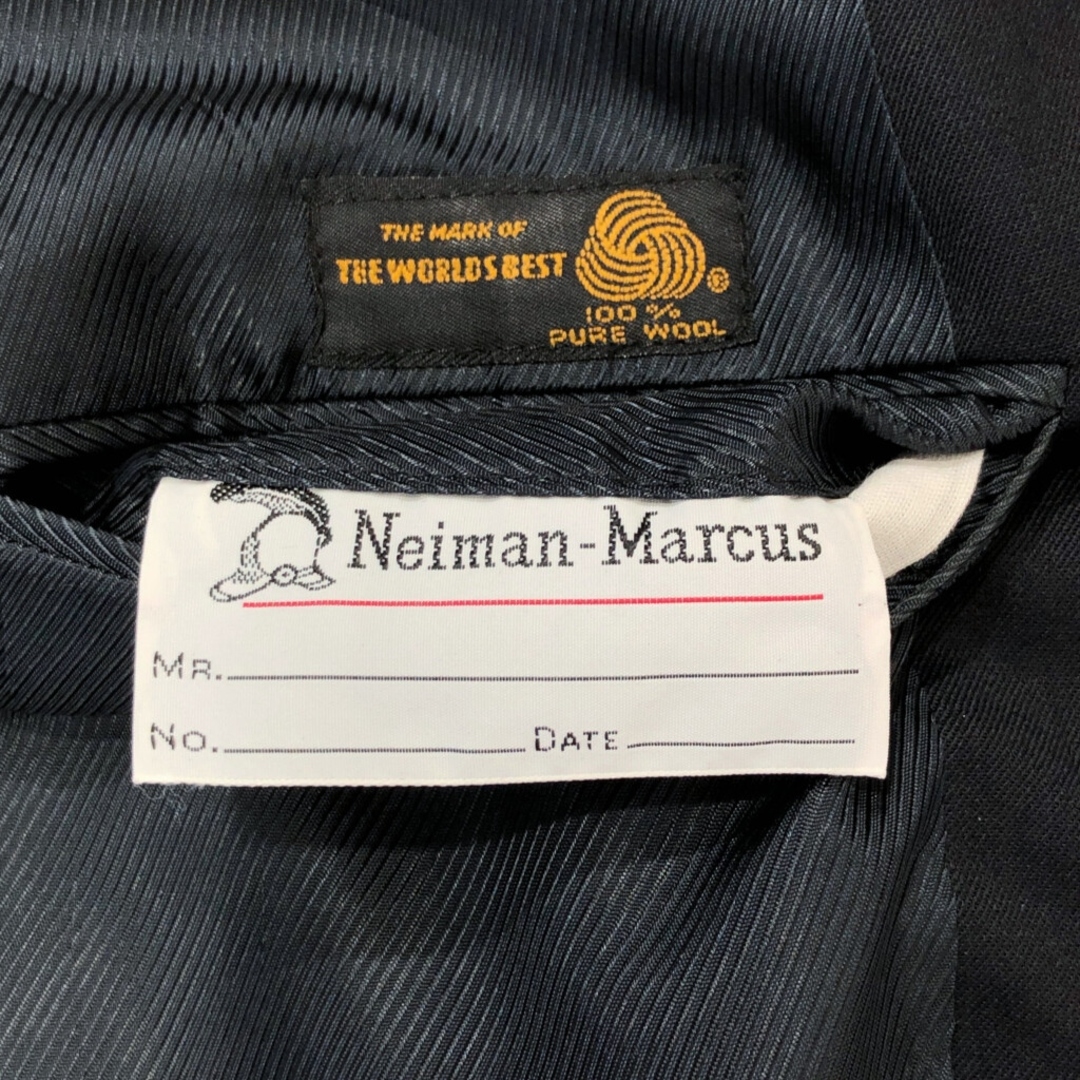 THE MARK OF
THE WORLDS BEST
®
100 %
PURE WOOL
Neiman-Marcus
MR.
NO. DATE